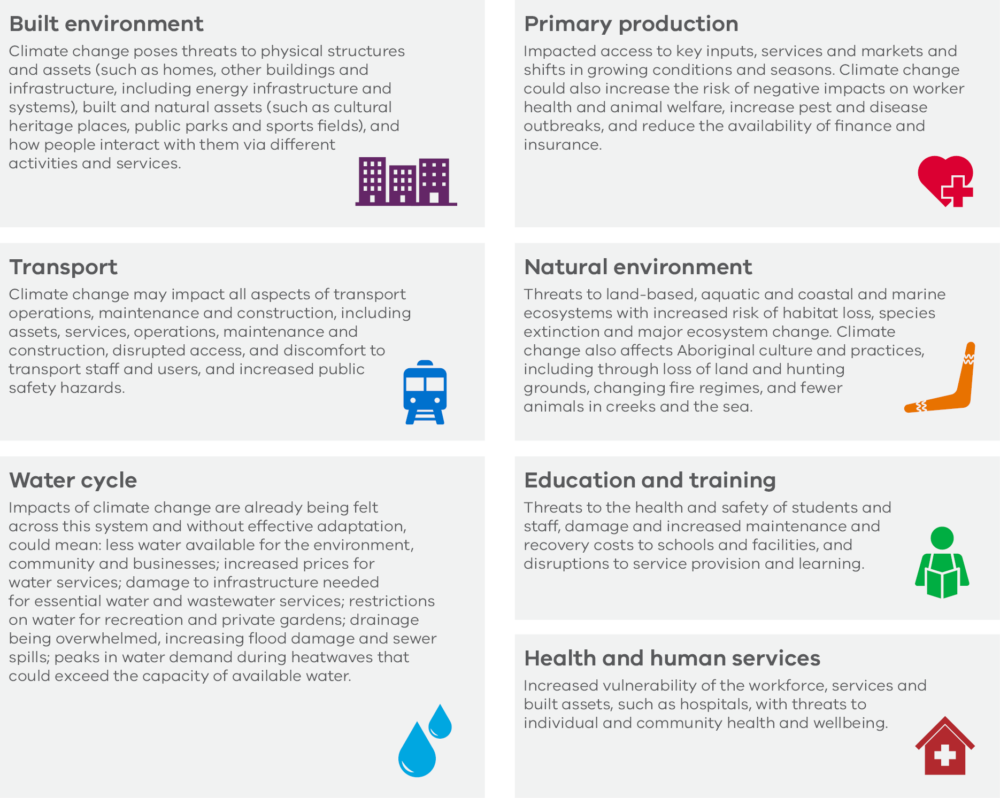 Built environment
Climate change poses threats to physical structures
and assets (such as homes, other buildings and
infrastructure, including energy infrastructure and
systems), built and natural assets (such as cultural
heritage places, public parks and sports fields), and
how people interact with them via different
activities and services.
Primary production
Impacted access to key inputs, services and markets and
shifts in growing conditions and seasons. Climate change
could also increase the risk of negative impacts on worker
health and animal welfare, increase pest and disease
outbreaks, and reduce the availability of finance and
insurance.
Transport
Climate change may impact all aspects of transport
operations, maintenance and construction, including
assets, services, operations, maintenance and
construction, disrupted access, and discomfort to
transport staff and users, and increased public
safety hazards.
Natural environment
Threats to land-based, aquatic and coastal and marine
ecosystems with increased risk of habitat loss, species
extinction and major ecosystem change. Climate
change also affects Aboriginal culture and practices,
including through loss of land and hunting
grounds, changing fire regimes, and fewer
animals in creeks and the sea.
Water cycle
Impacts of climate change are already being felt
across this system and without effective adaptation,
could mean: less water available for the environment,
community and businesses; increased prices for
water services; damage to infrastructure needed
for essential water and wastewater services; restrictions
on water for recreation and private gardens; drainage
being overwhelmed, increasing flood damage and sewer
spills; peaks in water demand during heatwaves that
could exceed the capacity of available water.
Education and training
Threats to the health and safety of students and
staff, damage and increased maintenance and
recovery costs to schools and facilities, and
disruptions to service provision and learning.
Health and human services
Increased vulnerability of the workforce, services and
built assets, such as hospitals, with threats to
individual and community health and wellbeing.